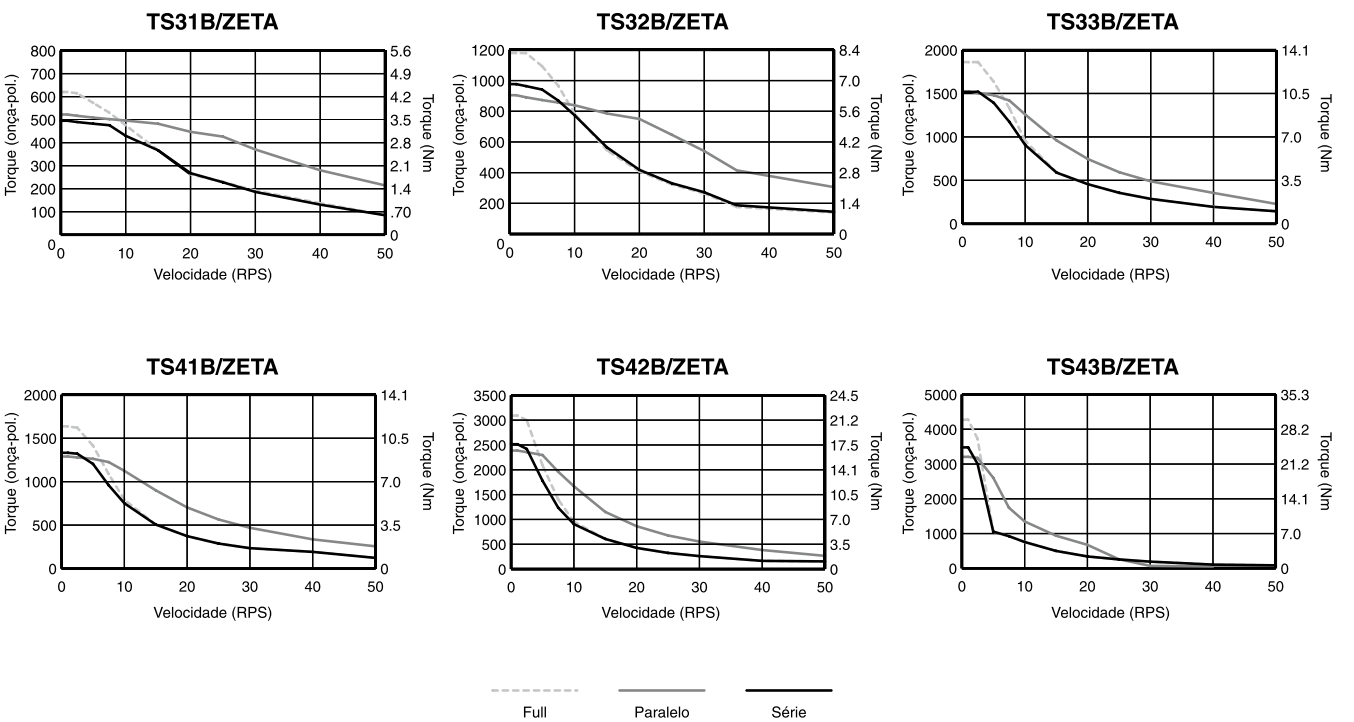 TS31B/ZETA
Torque (onça-pol.)
800
700
600
500
400
300
200
100
0
5.6
4.9
4.2
3.5
2.8
2.1
1.4
.70
0
Torque (Nm
0 10 20 30 40 50
Velocidade (RPS)
TS32B/ZETA
Torque (onça-pol.)
1200
1000
800
600
400
200
0
8.4
7.0
5.6
4.2
2.8
1.4
0
Torque (Nm
0 10 20 30 40 50
Velocidade (RPS)
TS33B/ZETA
Torque (onça-pol.)
2000
1500
1000
500
0
14.1
10.5
7.0
3.5
0
Torque (Nm
0 10 20 30 40 50
Velocidade (RPS)
TS41B/ZETA
Torque (onça-pol.)
2000
1500
1000
500
0
14.1
10.5
7.0
3.5
0
Torque (Nm
0 10 20 30 40 50
Velocidade (RPS)
TS42B/ZETA
Torque (onça-pol.)
3500
3000
2500
2000
1500
1000
500
0
24.5
21.2
17.5
14.1
10.5
7.0
3.5
0
Torque (Nm
0 10 20 30 40 50
Velocidade (RPS)
TS43B/ZETA
Torque (onça-pol.)
5000
4000
3000
2000
1000
0
35.3
28.2
21.2
14.1
7.0
0
Torque (Nm
0 10 20 30 40 50
Velocidade (RPS)
Full Paralelo Série